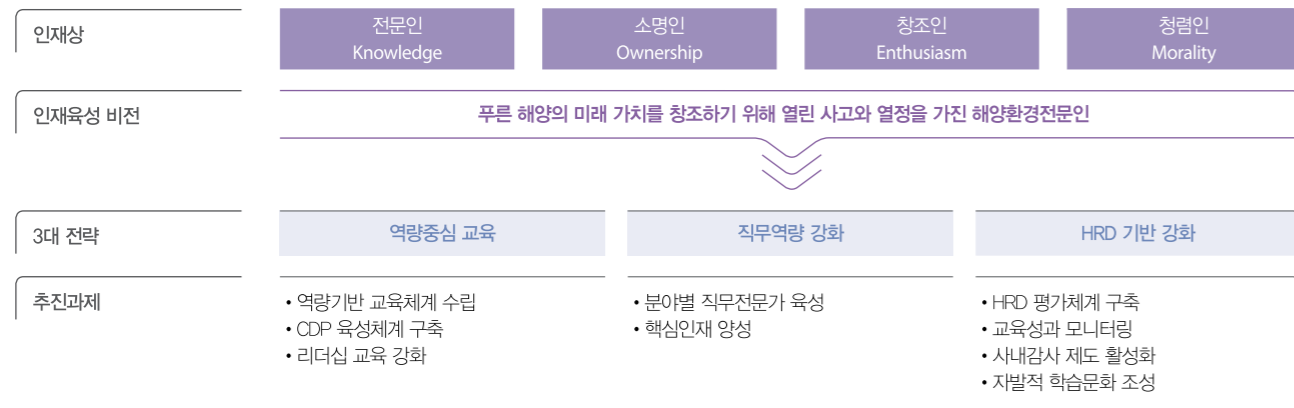 인재상
전문인
Knowledge
소명인
Ownership
창조인
Enthusiasm
청렴인
Morality
인재육성 비전
푸른 해양의 미래 가치를 창조하기 위해 열린 사고와 열정을 가진 해양환경전문인
3대 전략
역량중심 교육
직무역량 강화
HRD 기반 강화
추진과제
• 역량기반 교육체계 수립
• CDP 육성체계 구축
• 리더십 교육 강화
• 분야별 직무전문가 육성
• 핵심인재 양성
• HRD 평가체계 구축
• 교육성과 모니터링
• 사내감사 제도 활성화
• 자발적 학습문화 조성